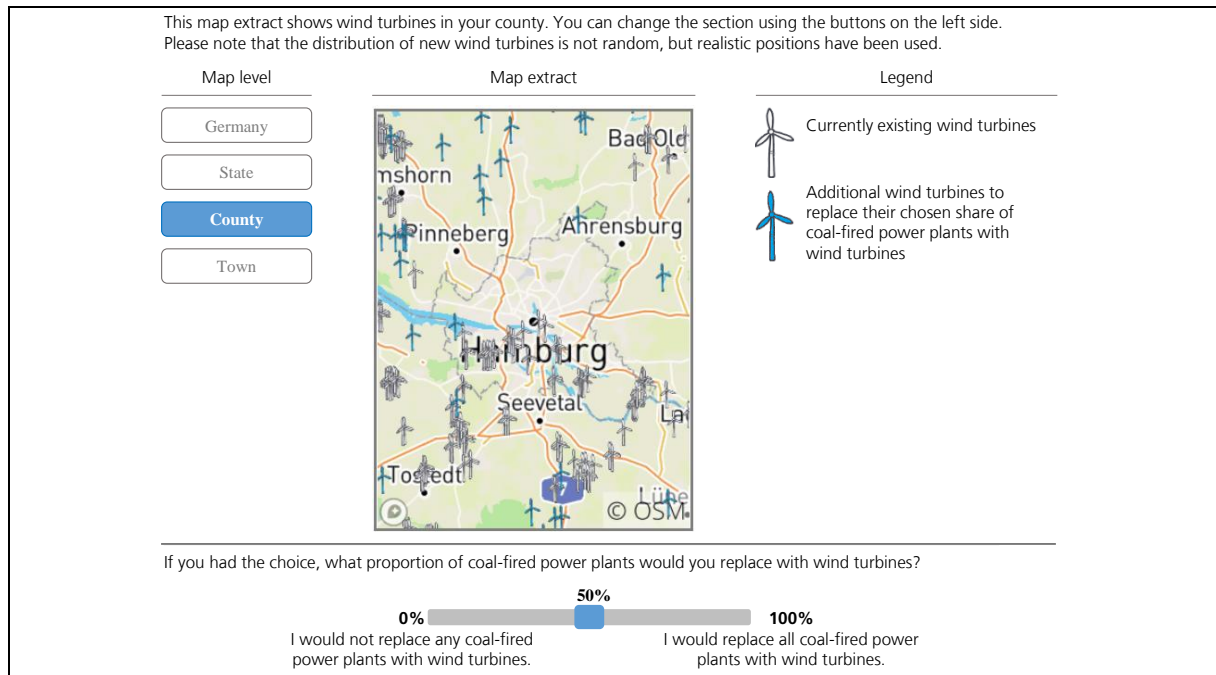 This map extract shows wind turbines in your county. You can change the section using the buttons on the left side.
Please note that the distribution of new wind turbines is not random, but realistic positions have been used.
Map level
Map extract
Legend
Germany
State
County
Town
Bad Old
mshorn
Pinneberg
Ahrensburg
Hamburg
Seevetal
La
Tostedt
7
Lüne
© OSM
Currently existing wind turbines
Additional wind turbines to
replace their chosen share of
coal-fired power plants with
wind turbines
If you had the choice, what proportion of coal-fired power plants would you replace with wind turbines?
50%
0%
100%
I would not replace any coal-fired
power plants with wind turbines.
I would replace all coal-fired power
plants with wind turbines.